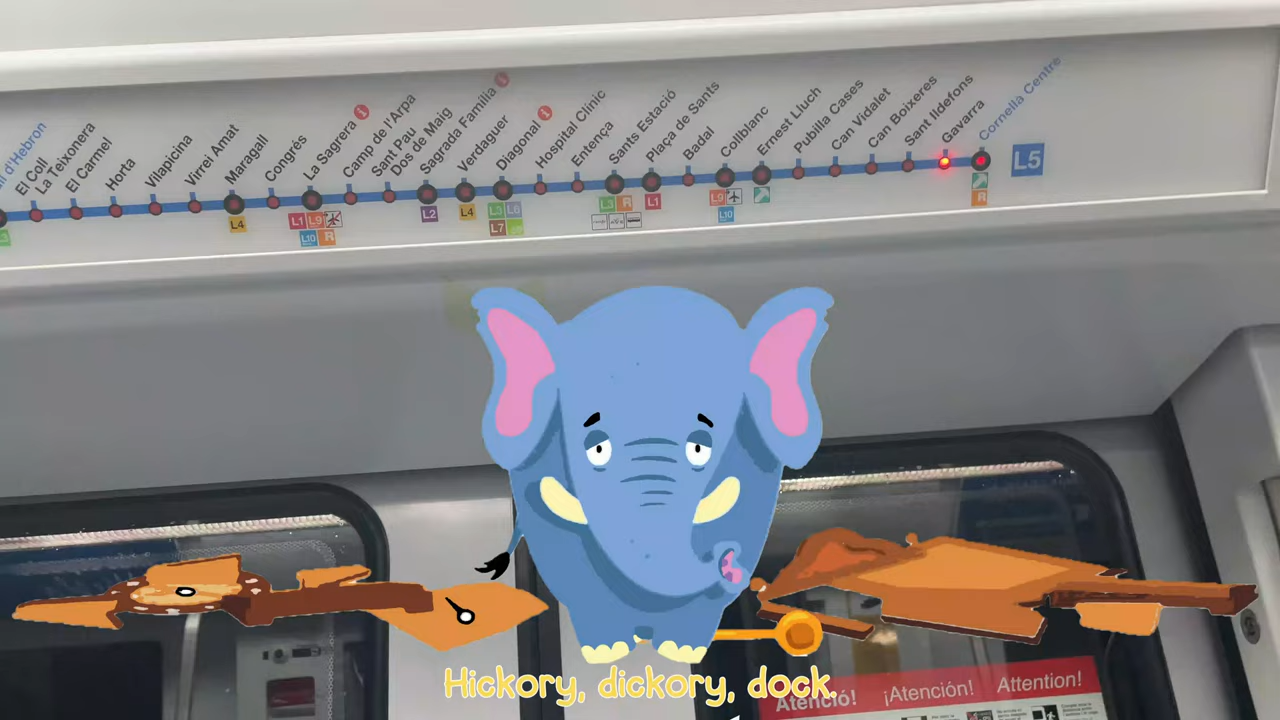 El Coll
La Teixonera
El Carmel
Horta
Vilapicina
Virrei Amat
Maragall
Congrés
La Sagrera
Camp de l'Arpa
Sant Pau
Dos de Maig
Sagrada Família
Verdaguer
Diagonal
Hospital Clínic
Entença
Sants Estació
Plaça de Sants
Badal
Collblanc
Ernest Lluch
Pubilla Cases
Can Vidalet
Can Boixeres
Sant Ildefons
Gavarra
Cornellà Centre
L5
L3
L4
L1 L9
L10 R
L2
L4
L3 L6
L7
L3 R
L1
L9
L10
R
Hickory, dickory, dock.
Atenció! ¡Atención! Attention!